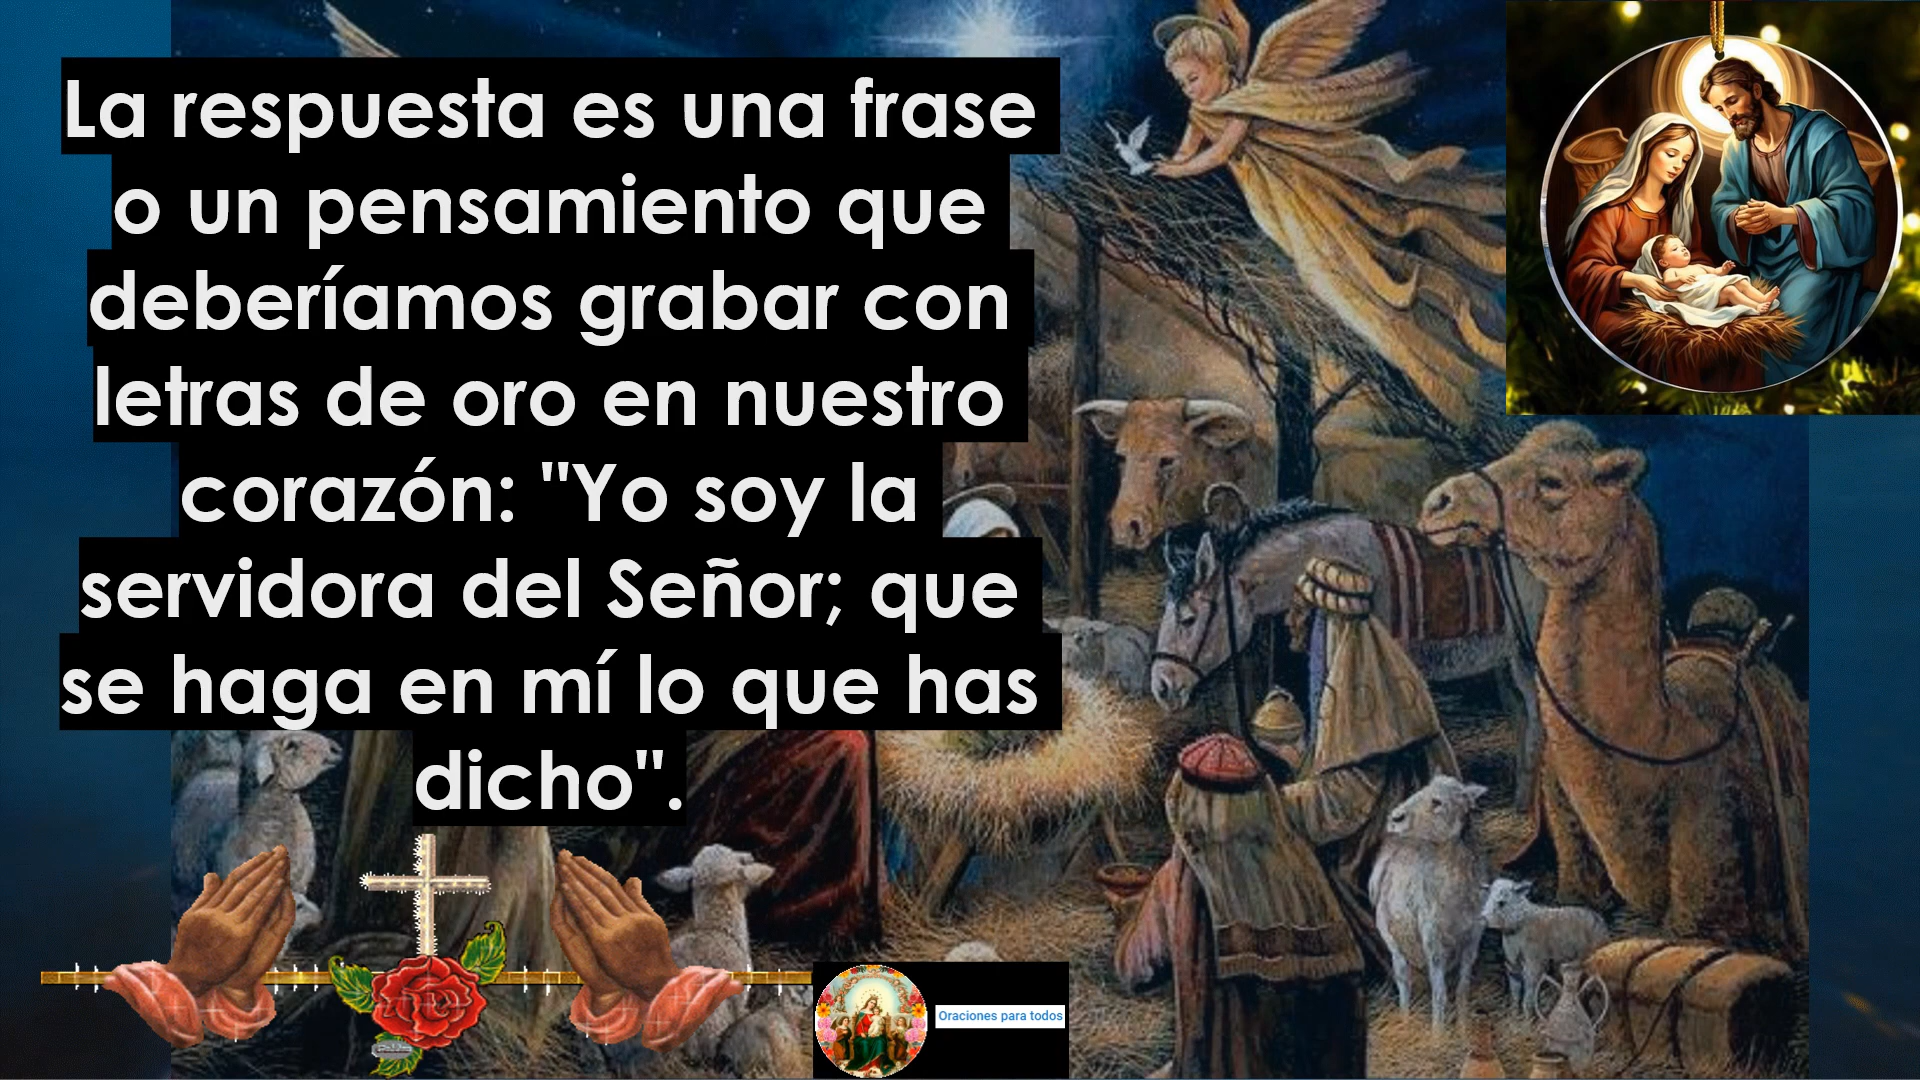 La respuesta es una frase
o un pensamiento que
deberíamos grabar con
letras de oro en nuestro
corazón: "Yo soy la
servidora del Señor; que
se haga en mí lo que has
dicho".
Oraciones para todos